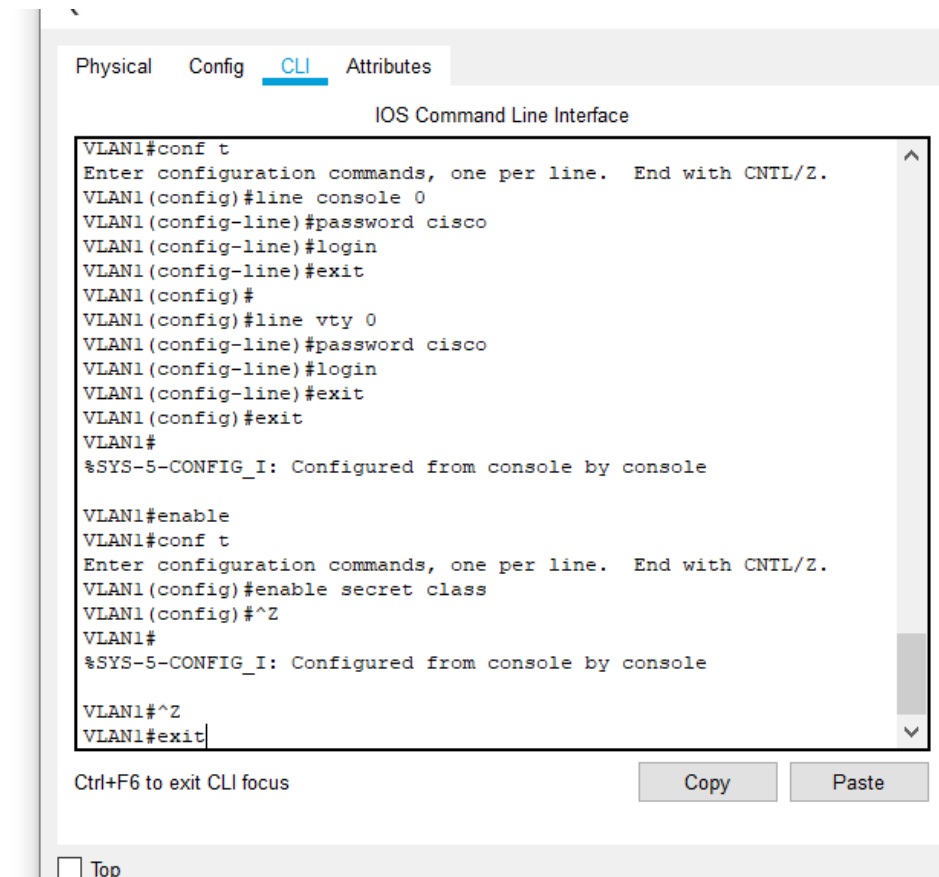 Physical Config CLI Attributes
IOS Command Line Interface
VLAN1#conf t
Enter configuration commands, one per line.  End with CNTL/Z.
VLAN1(config)#line console 0
VLAN1(config-line)#password cisco
VLAN1(config-line)#login
VLAN1(config-line)#exit
VLAN1(config)#
VLAN1(config)#line vty 0
VLAN1(config-line)#password cisco
VLAN1(config-line)#login
VLAN1(config-line)#exit
VLAN1(config)#exit
VLAN1#
%SYS-5-CONFIG_I: Configured from console by console
VLAN1#enable
VLAN1#conf t
Enter configuration commands, one per line.  End with CNTL/Z.
VLAN1(config)#enable secret class
VLAN1(config)#^Z
VLAN1#
%SYS-5-CONFIG_I: Configured from console by console
VLAN1#^Z
VLAN1#exit
Ctrl+F6 to exit CLI focus Copy Paste
Top